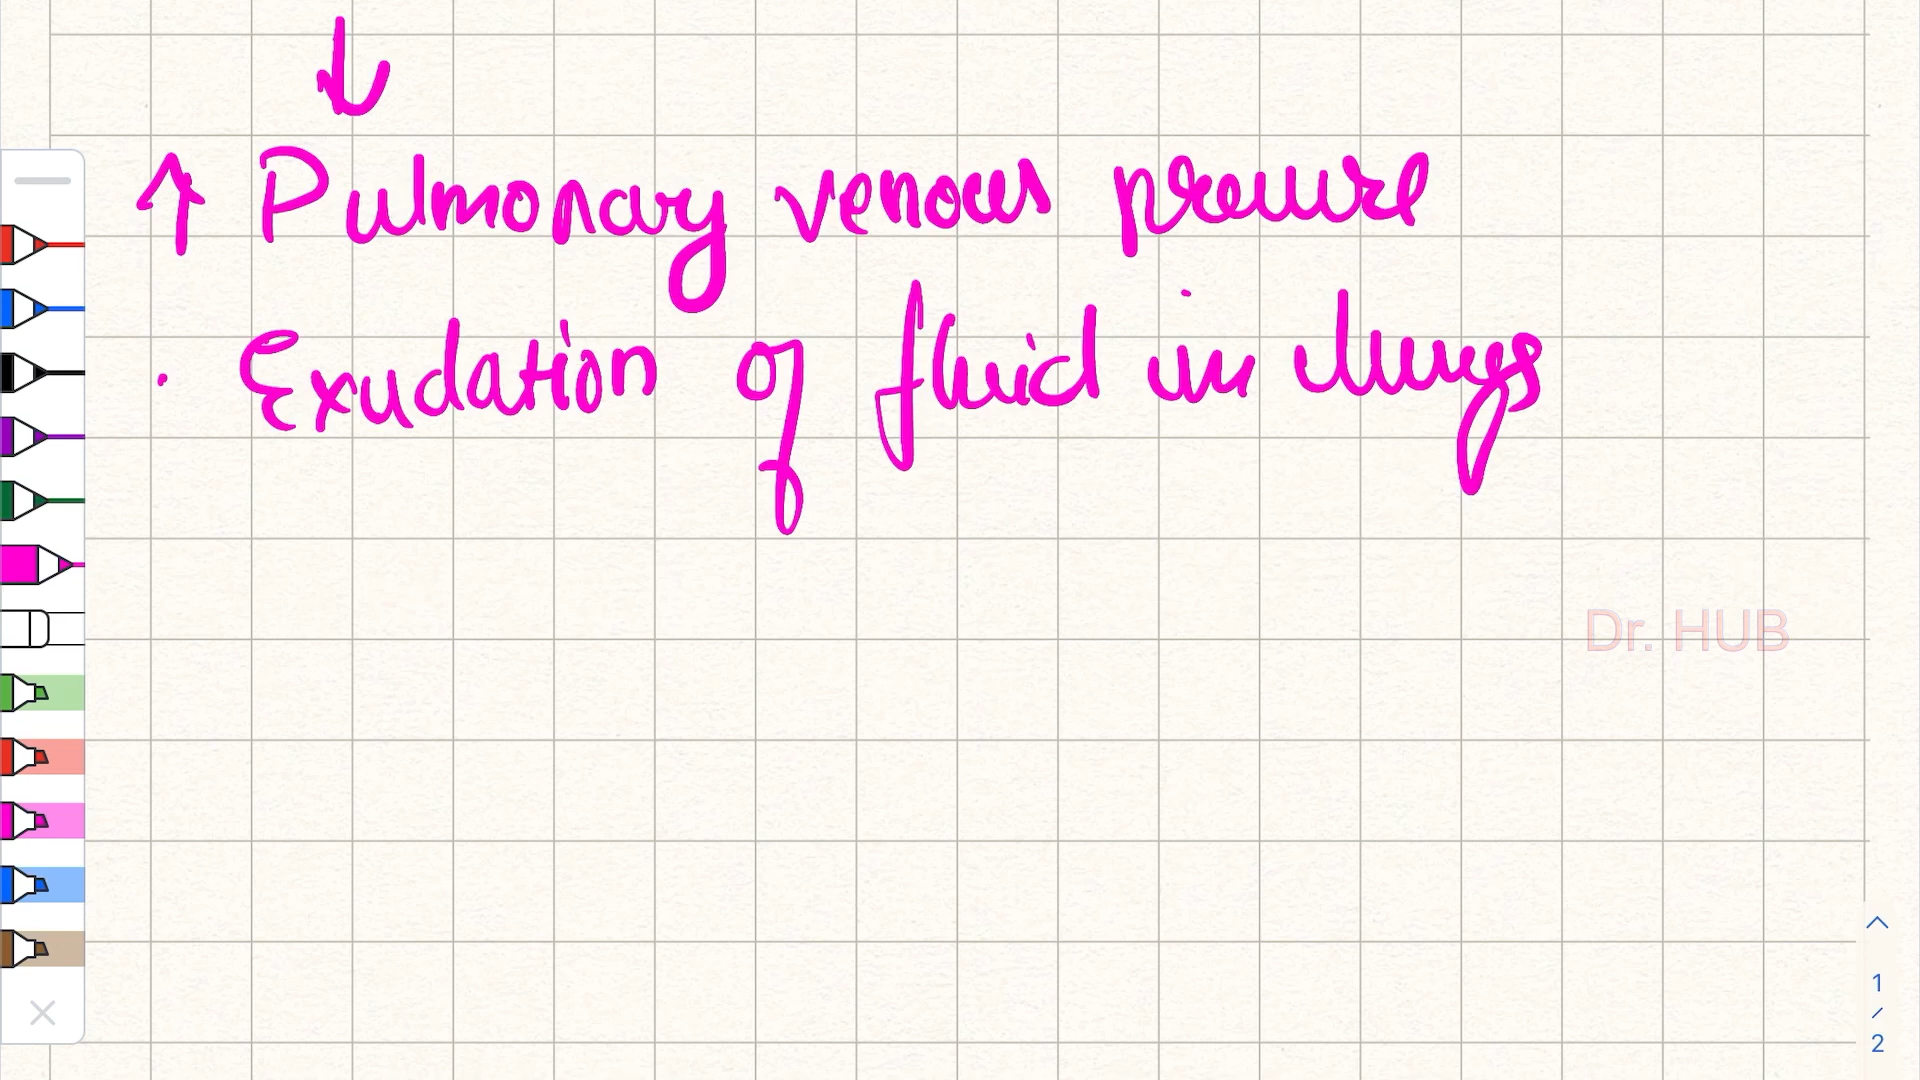 ↓
↑ Pulmonary venous pressure
. Exudation of fluid in lungs
Dr. HUB
1
/
2